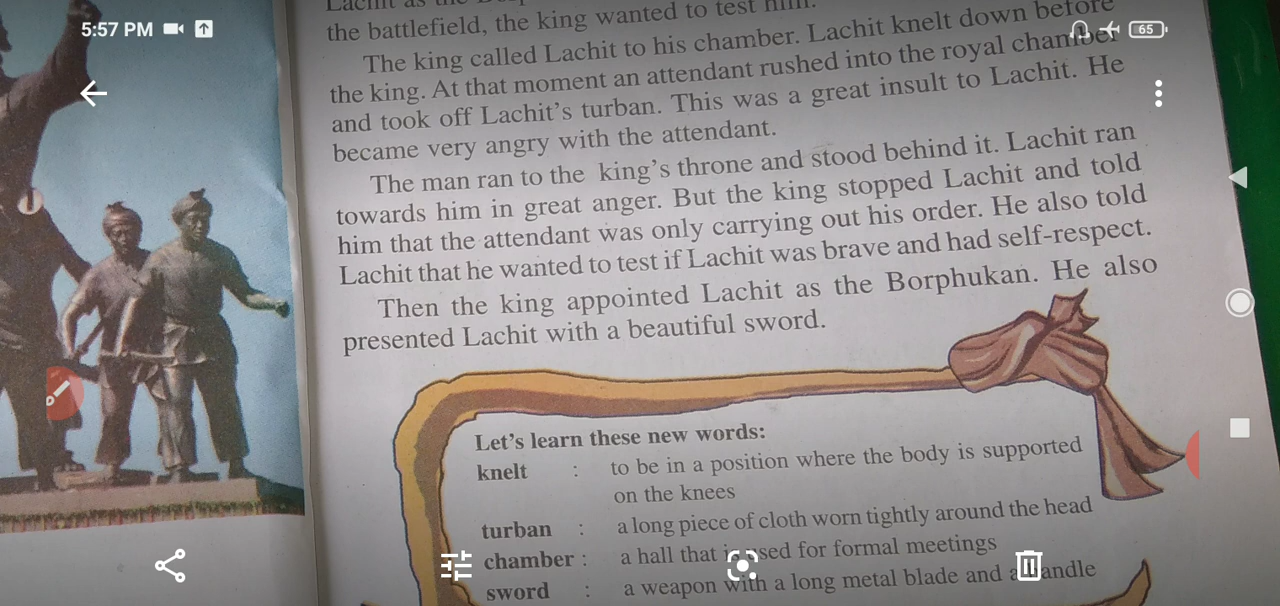 Lachit as the
the battlefield, the king wanted to test him.
5:57 PM
65
The king called Lachit to his chamber. Lachit knelt down before
the king. At that moment an attendant rushed into the royal chamber
and took off Lachit's turban. This was a great insult to Lachit. He
became very angry with the attendant.
The man ran to the king's throne and stood behind it. Lachit ran
towards him in great anger. But the king stopped Lachit and told
him that the attendant was only carrying out his order. He also told
Lachit that he wanted to test if Lachit was brave and had self-respect.
Then the king appointed Lachit as the Borphukan. He also
presented Lachit with a beautiful sword.
Let's learn these new words:
knelt : to be in a position where the body is supported
on the knees
turban : a long piece of cloth worn tightly around the head
chamber : a hall that is used for formal meetings
sword : a weapon with a long metal blade and a handle